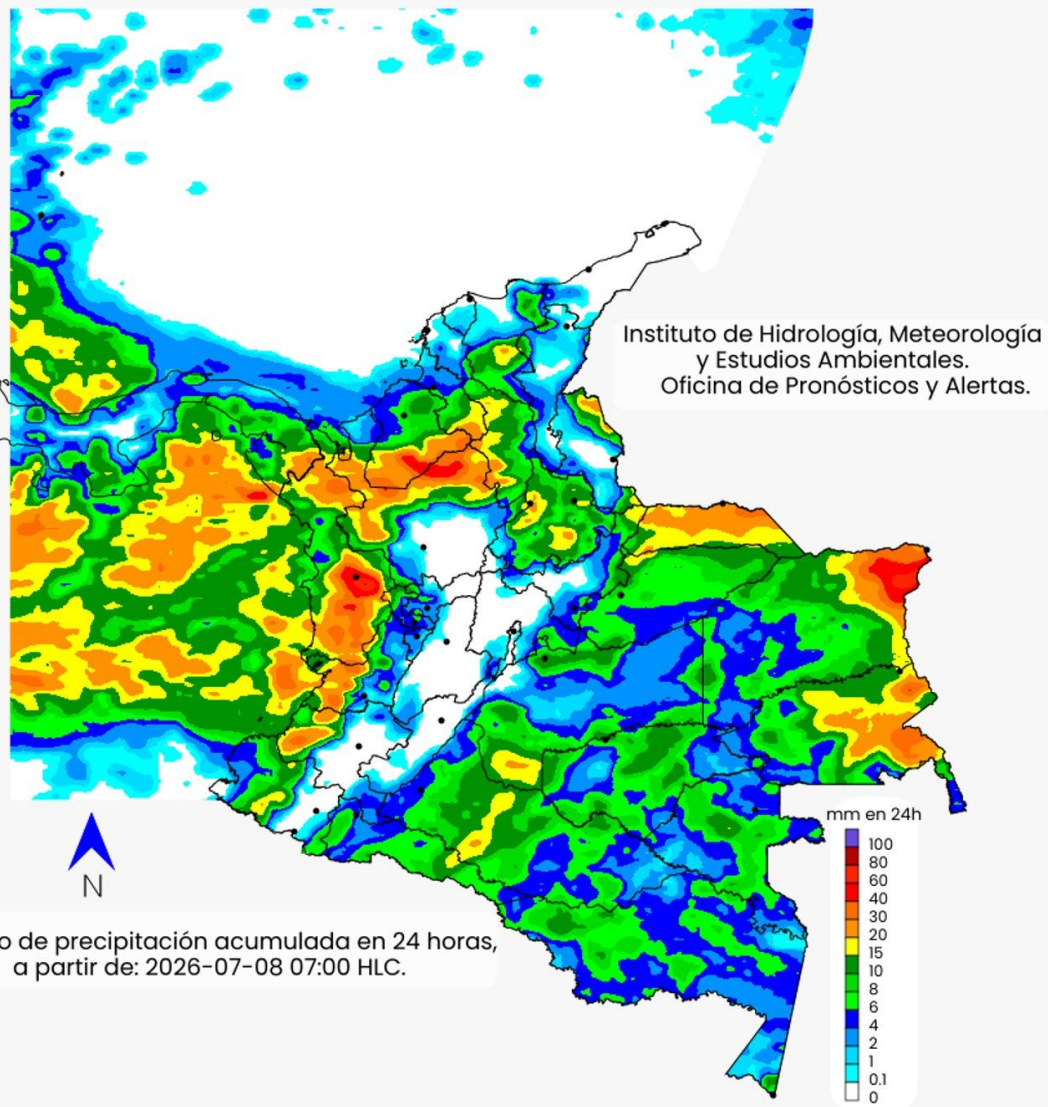 Instituto de Hidrología, Meteorología
y Estudios Ambientales.
Oficina de Pronósticos y Alertas.
mm en 24h
100
80
60
40
30
20
15
10
8
6
4
2
1
0.1
0
N
de precipitación acumulada en 24 horas,
a partir de: 2026-07-08 07:00 HLC.